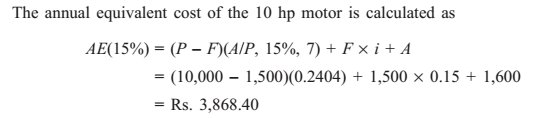 The annual equivalent cost of the 10 hp motor is calculated as
AE(15%) = (P – F)(A/P, 15%, 7) + F × i + A
= (10,000 – 1,500)(0.2404) + 1,500 × 0.15 + 1,600
= Rs. 3,868.40